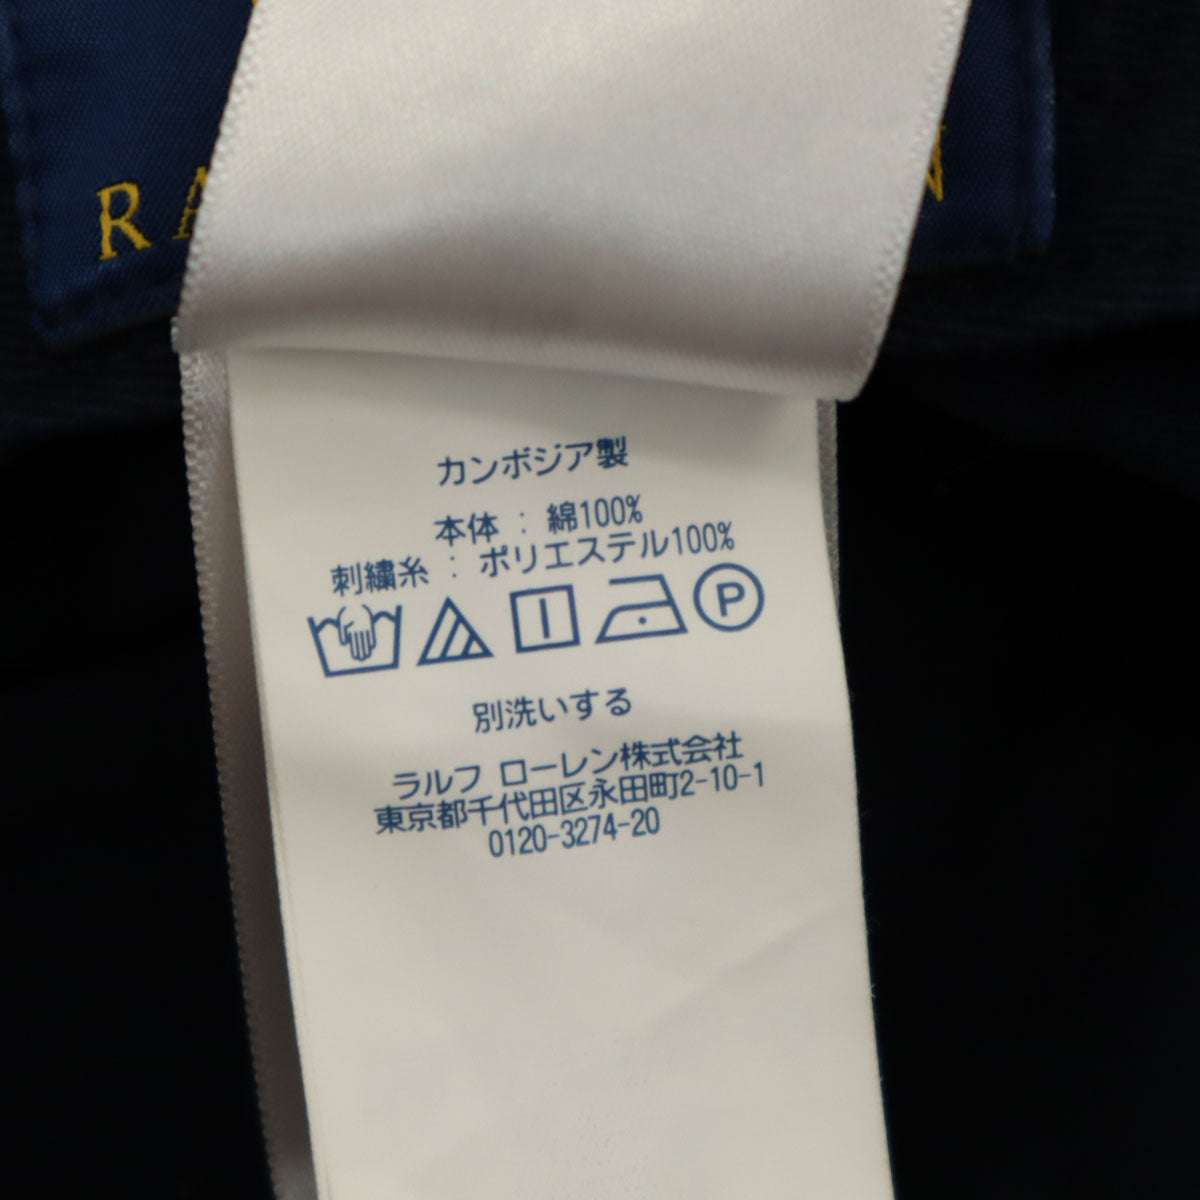 カンボジア製
本体 : 綿100%
刺繍糸 : ポリエステル100%
P
別洗いする
ラルフ ローレン株式会社
東京都千代田区永田町2-10-1
0120-3274-20